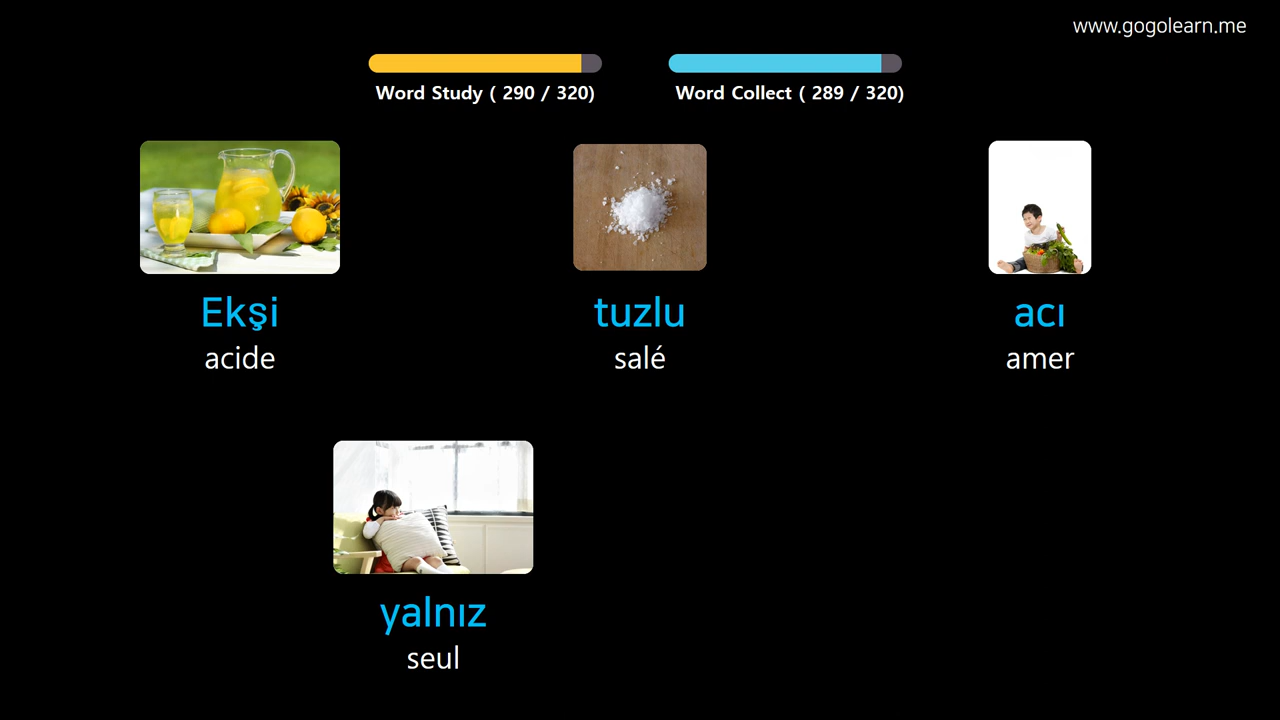 www.gogolearn.me
Word Study ( 290 / 320)
Word Collect ( 289 / 320)
Ekşi
acide
tuzlu
salé
acı
amer
yalnız
seul